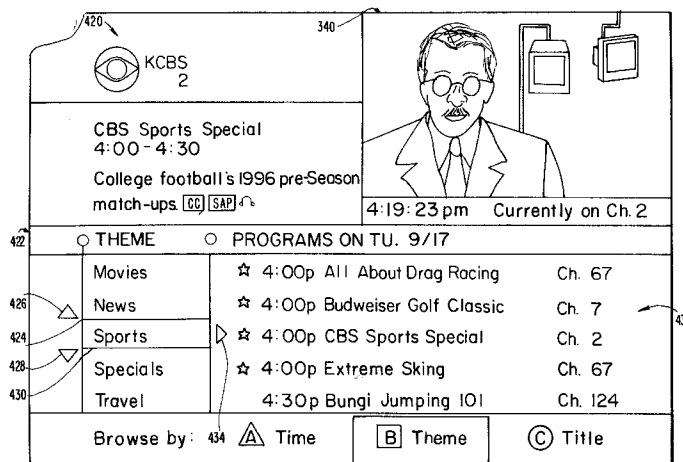 420
340
KCBS
2
CBS Sports Special
4:00-4:30
College football's 1996 pre-Season
match-ups. CC SAP
4:19:23 pm Currently on Ch. 2
422
THEME PROGRAMS ON TU. 9/17
Movies ☆ 4:00p All About Drag Racing Ch. 67
426
News ☆ 4:00p Budweiser Golf Classic Ch. 7
424
Sports ☆ 4:00p CBS Sports Special Ch. 2
428
Specials ☆ 4:00p Extreme Sking Ch. 67
430
Travel 4:30p Bungi Jumping 101 Ch. 124
Browse by: 434 A Time B Theme C Title